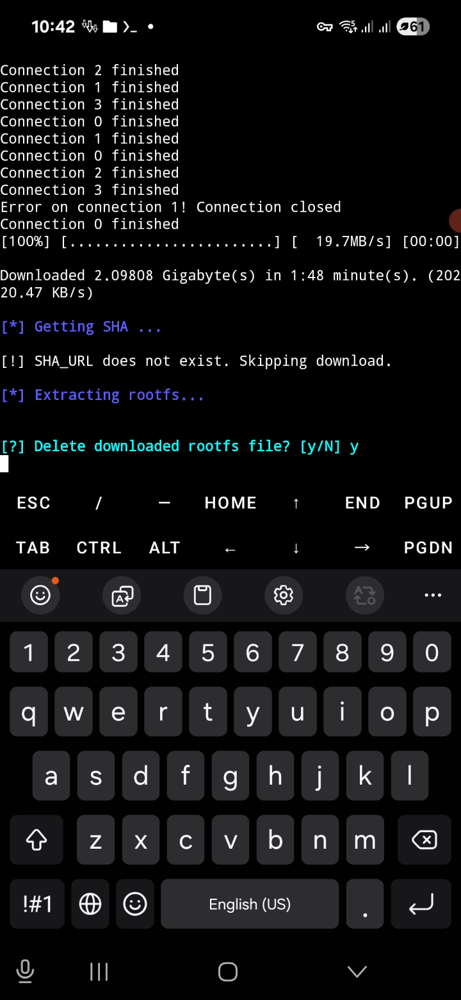 10:42
61
Connection 2 finished
Connection 1 finished
Connection 3 finished
Connection 0 finished
Connection 1 finished
Connection 0 finished
Connection 2 finished
Connection 3 finished
Error on connection 1! Connection closed
Connection 0 finished
[100%] [.........................] [  19.7MB/s] [00:00]
Downloaded 2.09808 Gigabyte(s) in 1:48 minute(s). (202
20.47 KB/s)
[*] Getting SHA ...
[!] SHA_URL does not exist. Skipping download.
[*] Extracting rootfs...
[?] Delete downloaded rootfs file? [y/N] y
ESC / — HOME ↑ END PGUP
TAB CTRL ALT ← ↓ → PGDN
1 2 3 4 5 6 7 8 9 0
q w e r t y u i o p
a s d f g h j k l
z x c v b n m
!#1 English (US) .